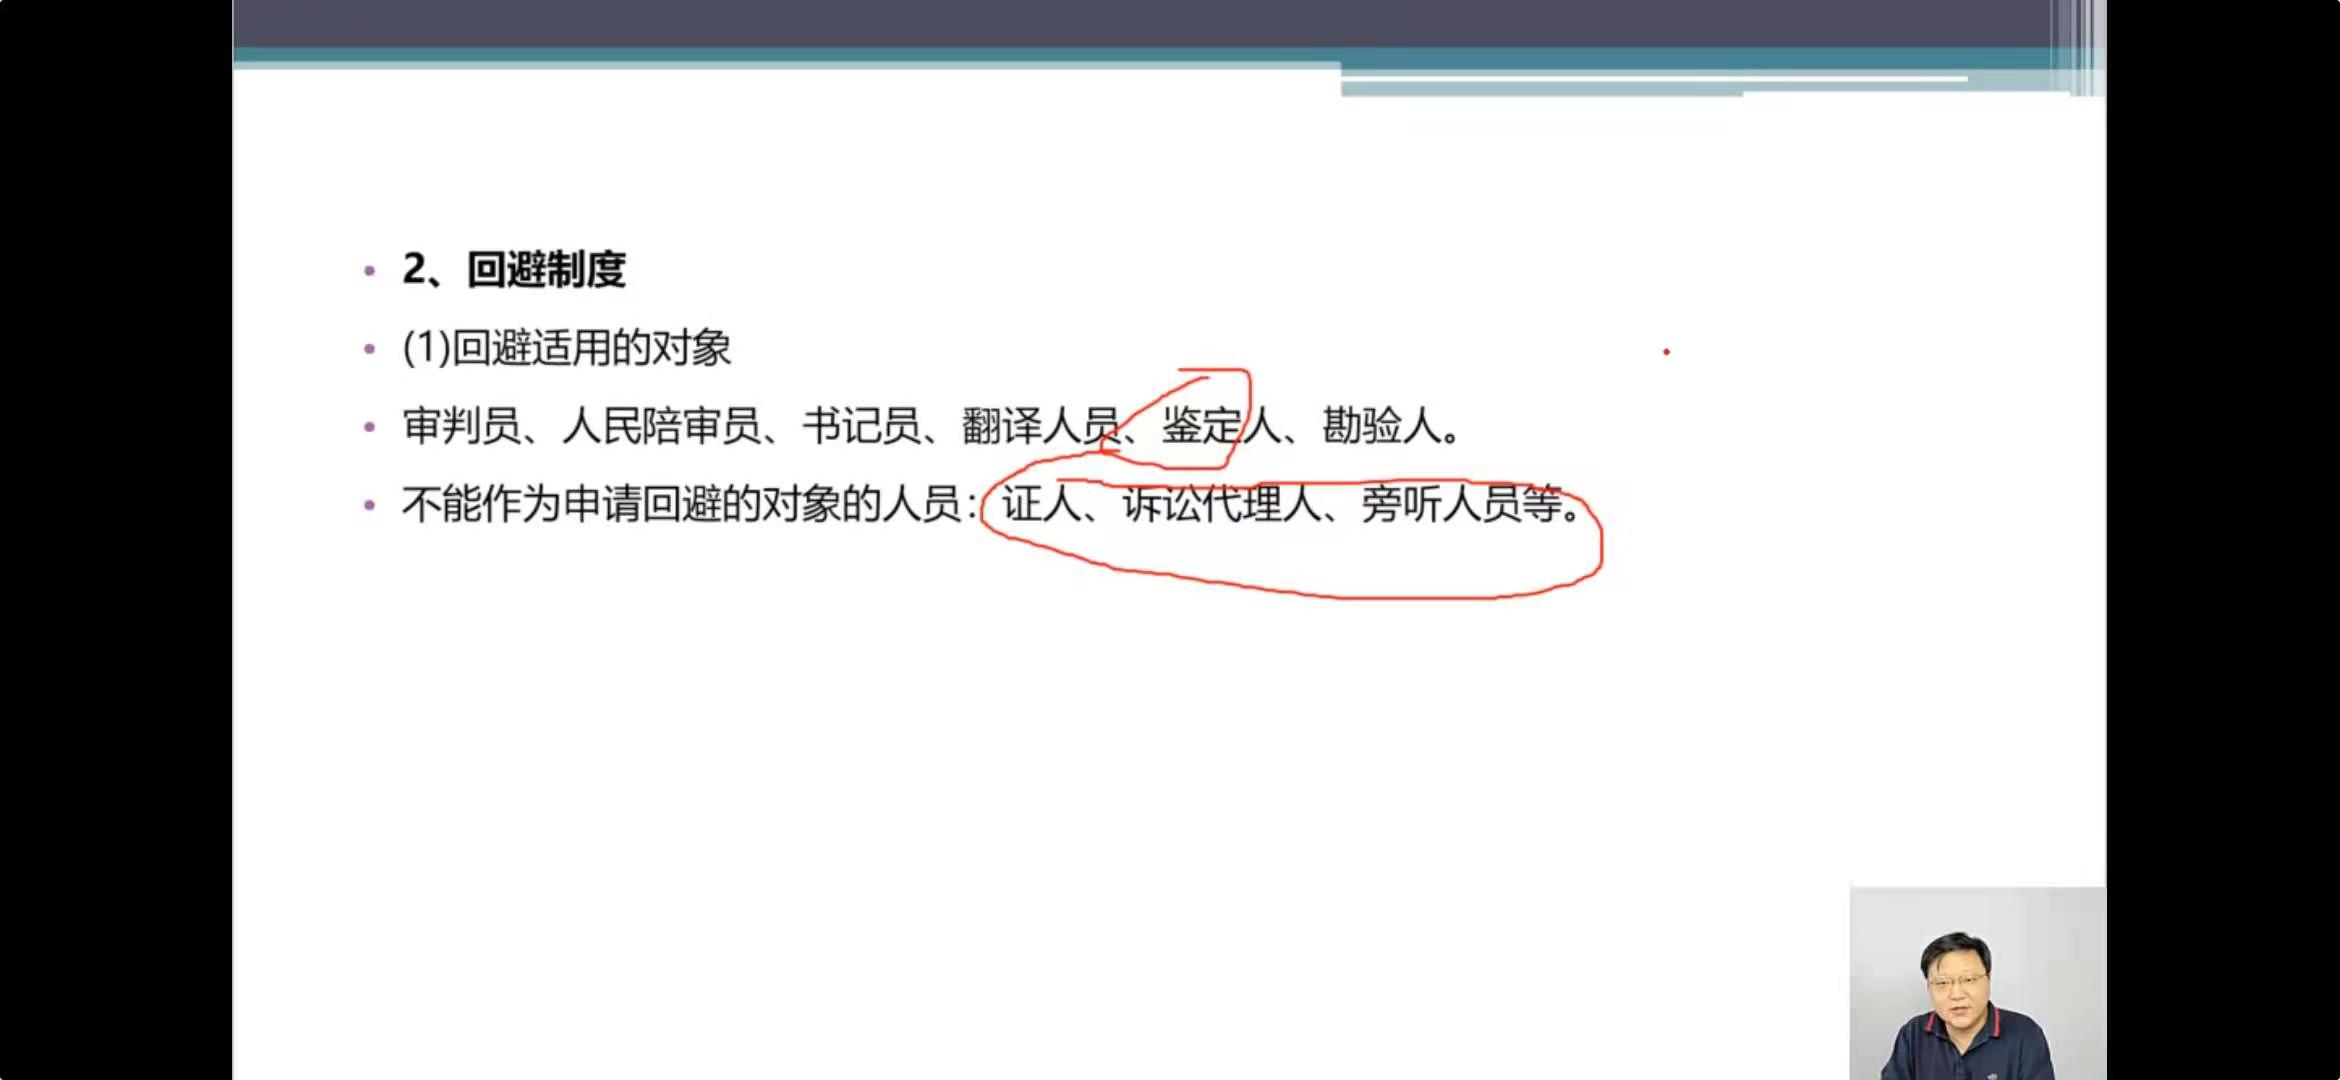 2、回避制度
(1)回避适用的对象
审判员、人民陪审员、书记员、翻译人员、鉴定人、勘验人。
不能作为申请回避的对象的人员：证人、诉讼代理人、旁听人员等。